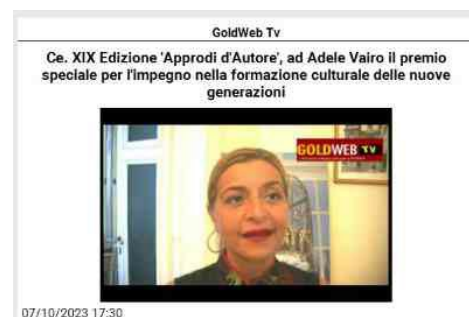 GoldWeb Tv
Ce. XIX Edizione 'Approdi d'Autore', ad Adele Vairo il premio
speciale per l'impegno nella formazione culturale delle nuove
generazioni
GOLDWEB TV
07/10/2023 17:30